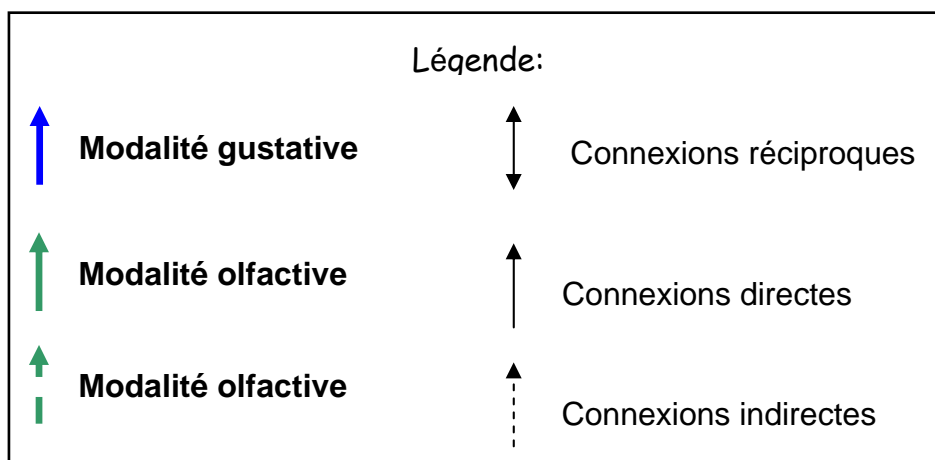 Légende:
Modalité gustative
Connexions réciproques
Modalité olfactive
Connexions directes
Modalité olfactive
Connexions indirectes